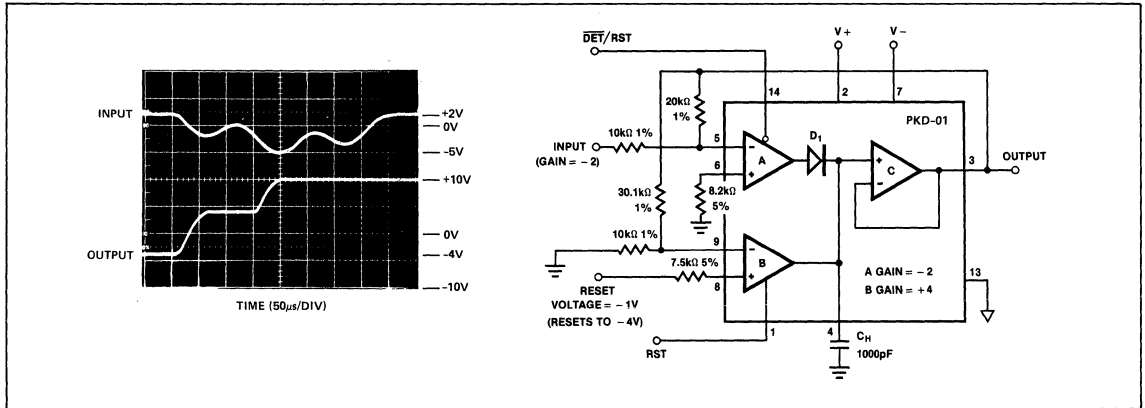 INPUT
+2V
0V
-5V
+10V
0V
OUTPUT
-4V
-10V
TIME (50μs/DIV)
DET/RST
V+
V-
14
2
7
20kΩ
1%
PKD-01
10kΩ 1%
INPUT
(GAIN = -2)
5
-
A
D1
+
C
-
3
OUTPUT
6
+
30.1kΩ
1%
8.2kΩ
5%
10kΩ 1%
9
-
B
7.5kΩ 5%
8
+
A GAIN = -2
B GAIN = +4
13
RESET
VOLTAGE = -1V
(RESETS TO -4V)
1
RST
4
CH
1000pF